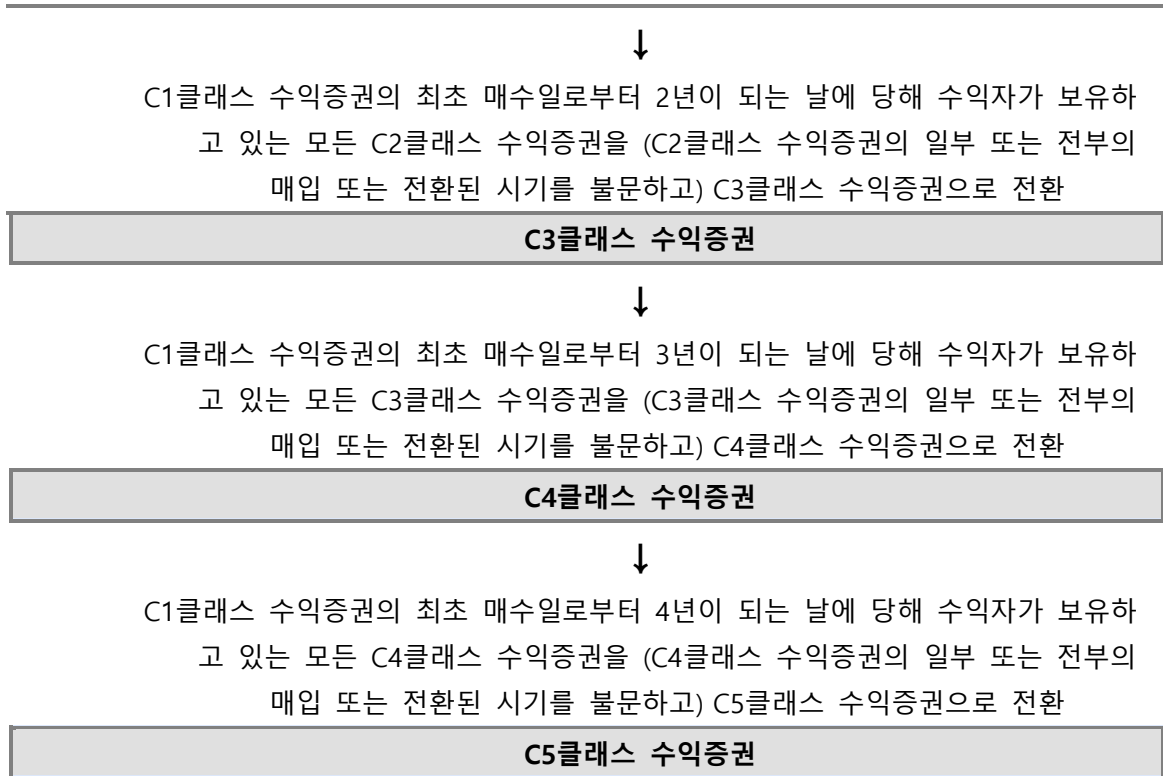 ↓
C1클래스 수익증권의 최초 매수일로부터 2년이 되는 날에 당해 수익자가 보유하
고 있는 모든 C2클래스 수익증권을 (C2클래스 수익증권의 일부 또는 전부의
매입 또는 전환된 시기를 불문하고) C3클래스 수익증권으로 전환
C3클래스 수익증권
↓
C1클래스 수익증권의 최초 매수일로부터 3년이 되는 날에 당해 수익자가 보유하
고 있는 모든 C3클래스 수익증권을 (C3클래스 수익증권의 일부 또는 전부의
매입 또는 전환된 시기를 불문하고) C4클래스 수익증권으로 전환
C4클래스 수익증권
↓
C1클래스 수익증권의 최초 매수일로부터 4년이 되는 날에 당해 수익자가 보유하
고 있는 모든 C4클래스 수익증권을 (C4클래스 수익증권의 일부 또는 전부의
매입 또는 전환된 시기를 불문하고) C5클래스 수익증권으로 전환
C5클래스 수익증권